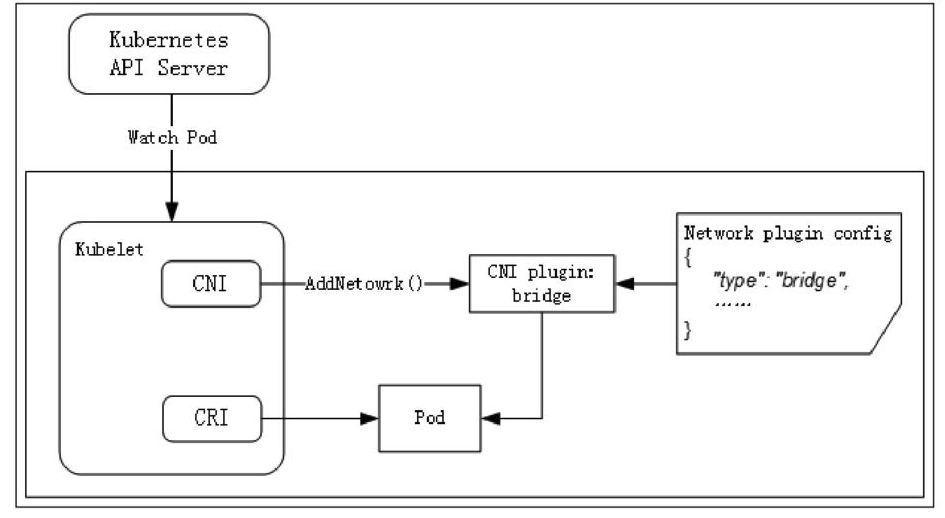 Kubernetes
API Server
Watch Pod
Kubelet
CNI
AddNetowrk()
CNI plugin:
bridge
Network plugin config
{
"type": "bridge",
......
}
CRI
Pod